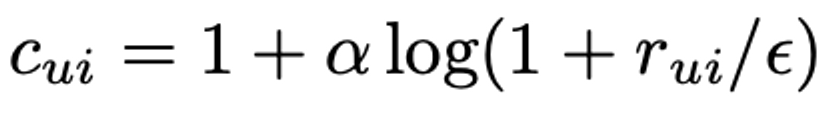 c_{ui} = 1 + α log(1 + r_{ui}/ϵ)